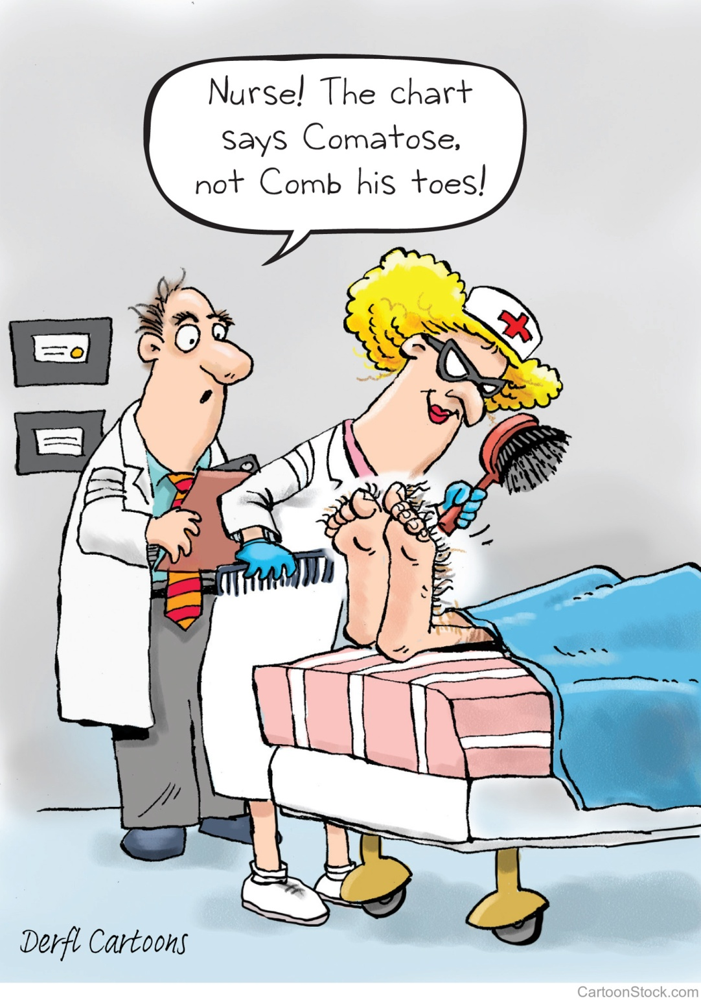 Nurse! The chart
says Comatose,
not Comb his toes!
Derfl Cartoons
CartoonStock.com